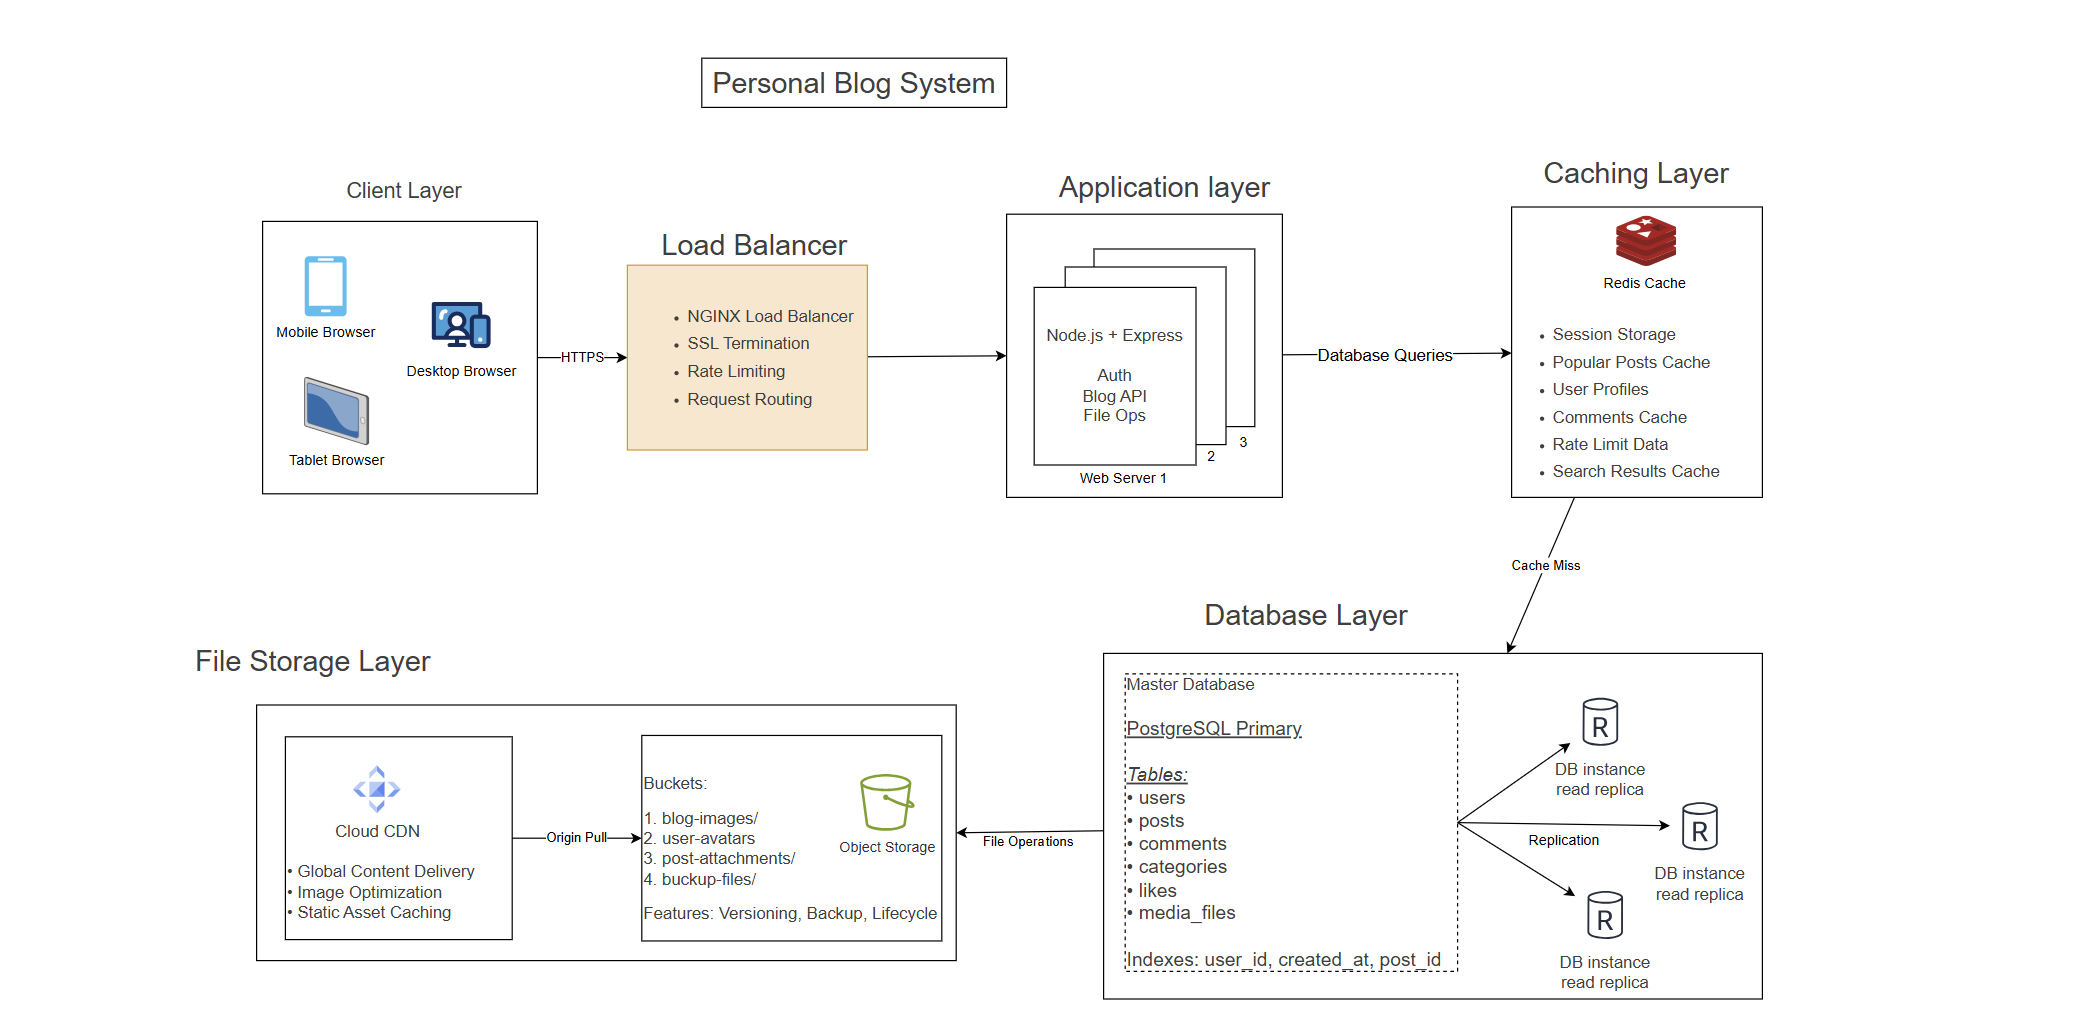 Personal Blog System
Client Layer
Mobile Browser
Desktop Browser
Tablet Browser
HTTPS
Load Balancer
• NGINX Load Balancer
• SSL Termination
• Rate Limiting
• Request Routing
Application layer
Node.js + Express
Auth
Blog API
File Ops
Web Server 1
2
3
Database Queries
Caching Layer
Redis Cache
• Session Storage
• Popular Posts Cache
• User Profiles
• Comments Cache
• Rate Limit Data
• Search Results Cache
Cache Miss
Database Layer
Master Database
PostgreSQL Primary
Tables:
• users
• posts
• comments
• categories
• likes
• media_files
Indexes: user_id, created_at, post_id
Replication
R
DB instance
read replica
R
DB instance
read replica
R
DB instance
read replica
File Operations
File Storage Layer
Cloud CDN
• Global Content Delivery
• Image Optimization
• Static Asset Caching
Origin Pull
Buckets:
1. blog-images/
2. user-avatars
3. post-attachments/
4. buckup-files/
Features: Versioning, Backup, Lifecycle
Object Storage